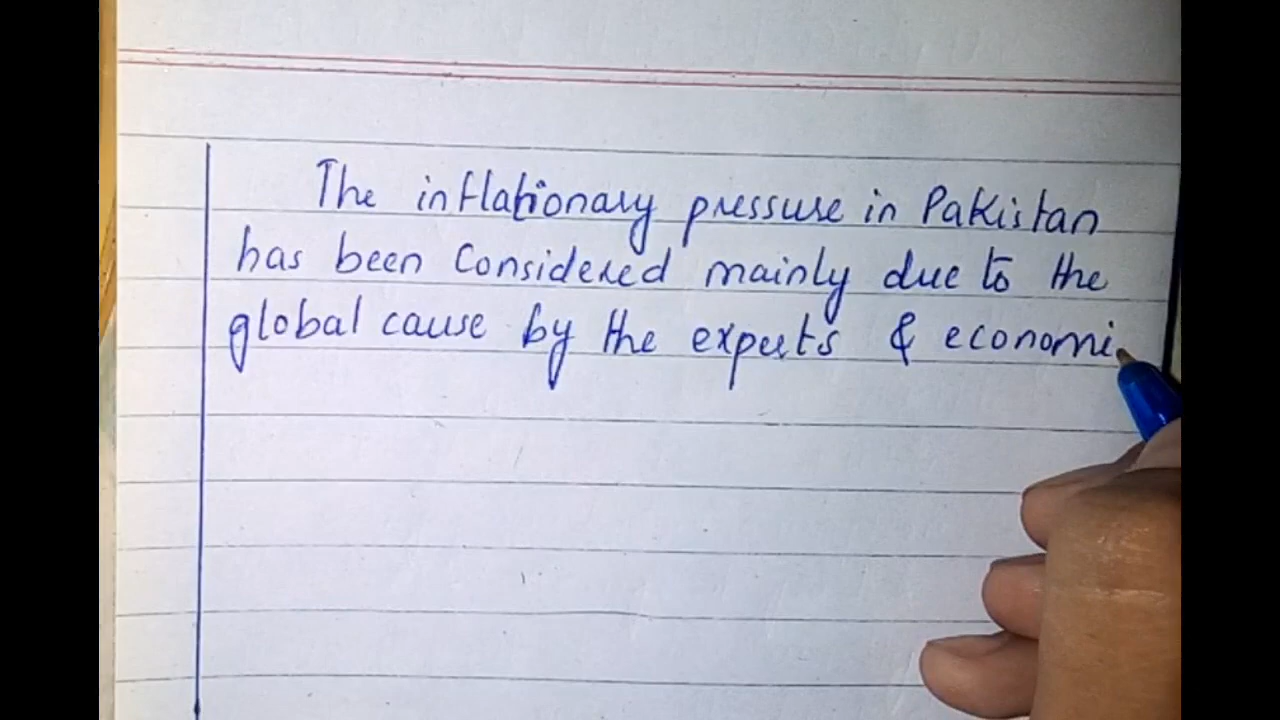 The inflationary pressure in Pakistan
has been Considered mainly due to the
global cause by the experts & economi